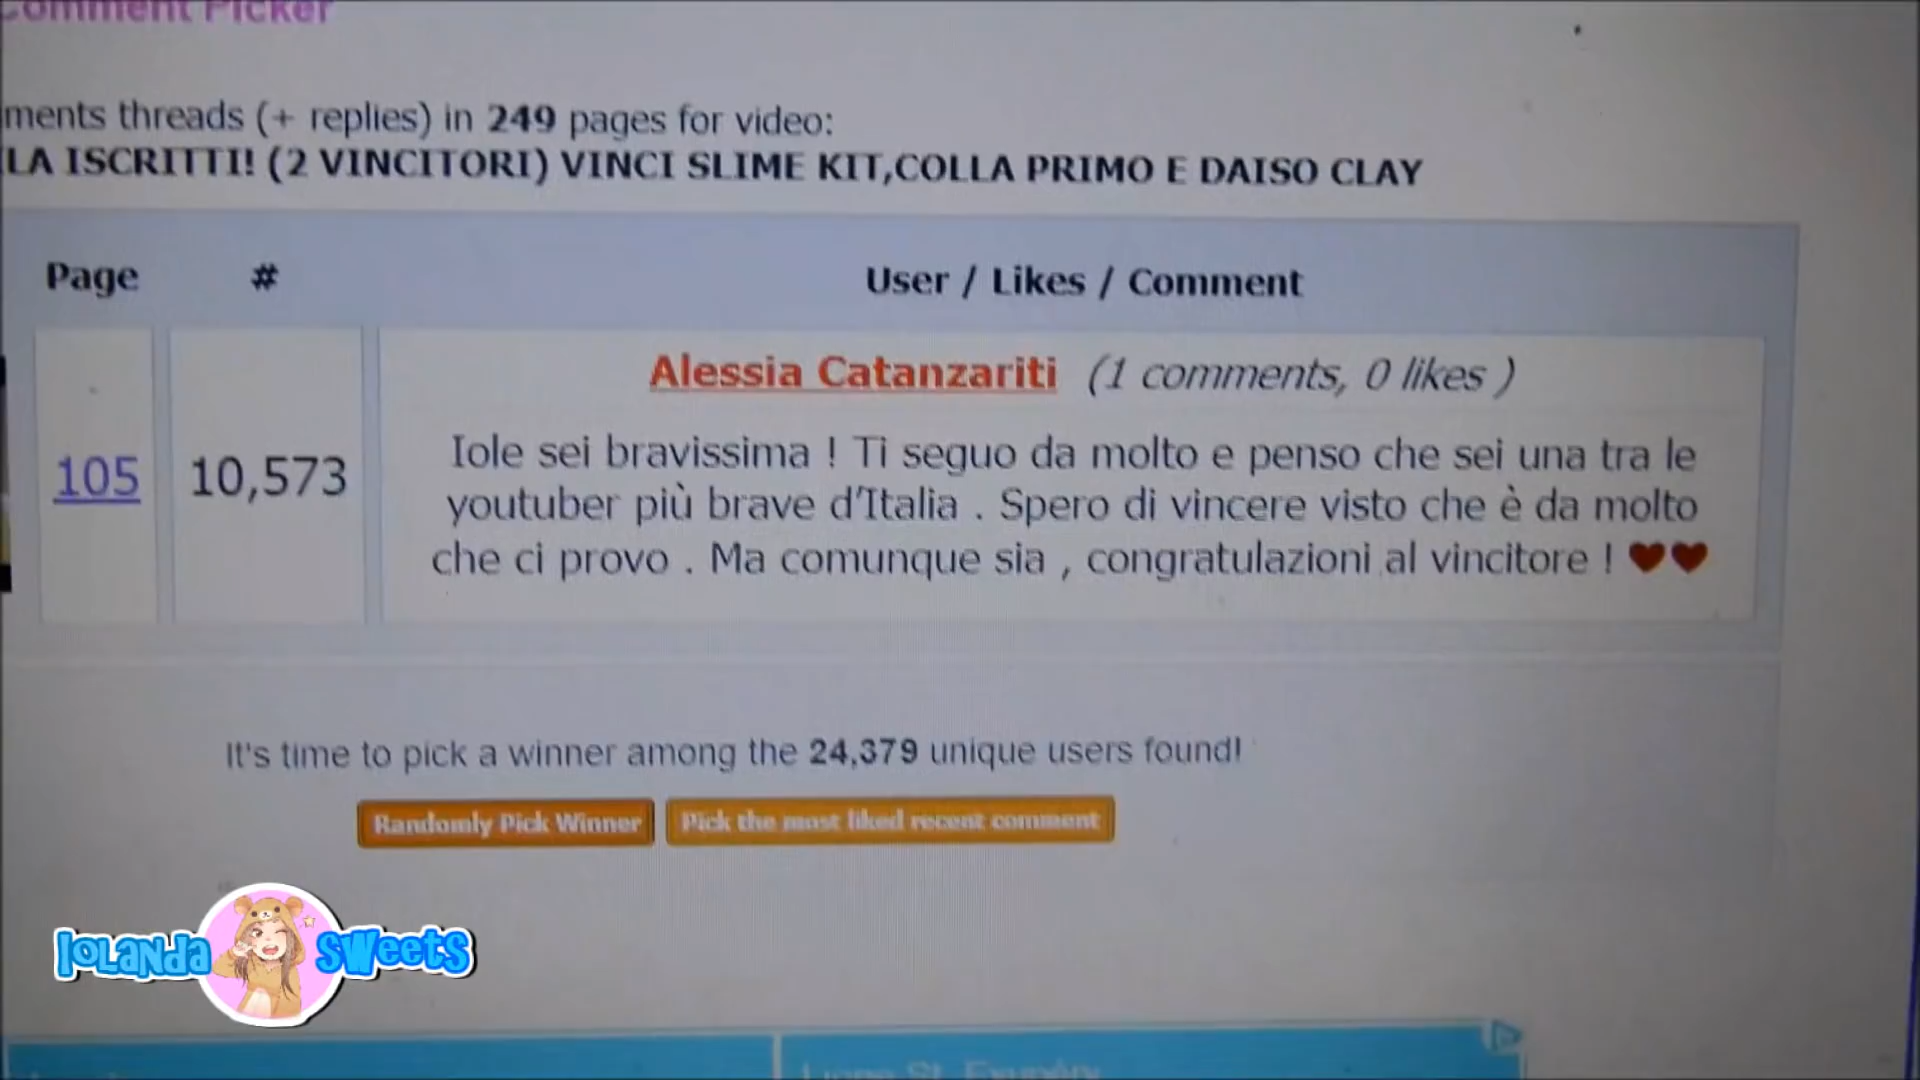 Comment Picker
ments threads (+ replies) in 249 pages for video:
LA ISCRITTI! (2 VINCITORI) VINCI SLIME KIT,COLLA PRIMO E DAISO CLAY
Page # User / Likes / Comment
Alessia Catanzariti (1 comments, 0 likes )
105 10,573
Iole sei bravissima ! Ti seguo da molto e penso che sei una tra le
youtuber più brave d'Italia . Spero di vincere visto che è da molto
che ci provo . Ma comunque sia , congratulazioni al vincitore ! ❤❤
It's time to pick a winner among the 24,379 unique users found!
Randomly Pick Winner Pick the most liked recent comment
IOLANDA SWEETS